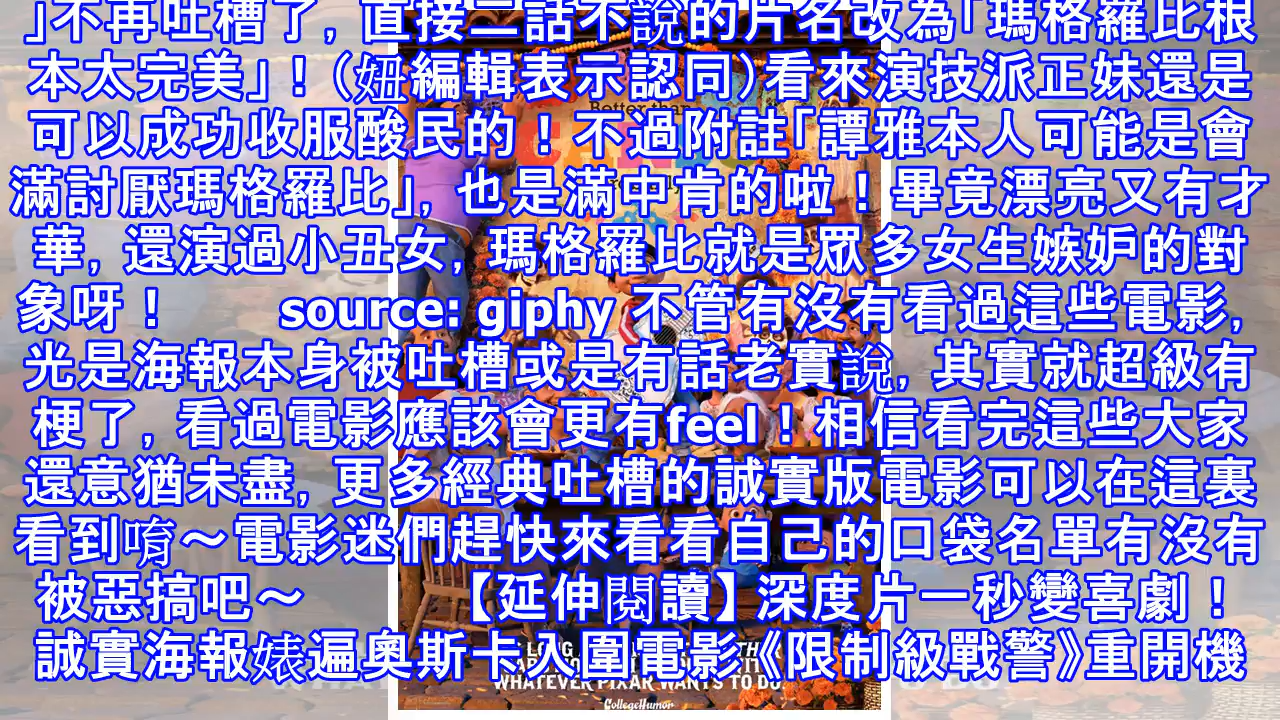 」不再吐槽了, 直接二話不說的片名改為「瑪格羅比根
本太完美」!(妞編輯表示認同)看來演技派正妹還是
可以成功收服酸民的!不過附註「譚雅本人可能是會
滿討厭瑪格羅比」, 也是滿中肯的啦!畢竟漂亮又有才
華, 還演過小丑女, 瑪格羅比就是眾多女生嫉妒的對
象呀! source: giphy 不管有沒有看過這些電影,
光是海報本身被吐槽或是有話老實說, 其實就超級有
梗了, 看過電影應該會更有feel!相信看完這些大家
還意猶未盡, 更多經典吐槽的誠實版電影可以在這裏
看到唷～電影迷們趕快來看看自己的口袋名單有沒有
被惡搞吧～ 【延伸閱讀】深度片一秒變喜劇!
誠實海報婊遍奧斯卡入圍電影《限制級戰警》重開機
Better than
WHATEVER PIXAR WANTS TO DO
CollegeHumor